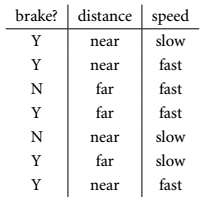 brake? distance speed
Y near slow
Y near fast
N far fast
Y far fast
N near slow
Y far slow
Y near fast